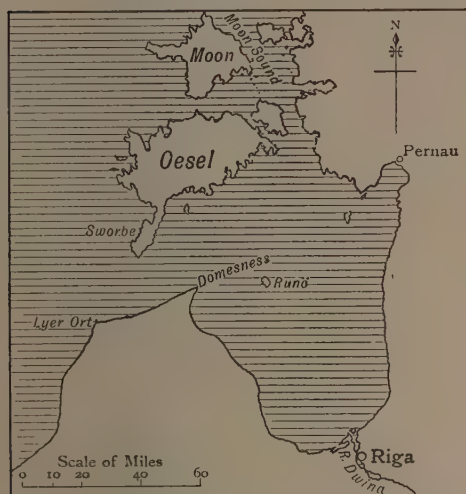 N
Moon
Moon Sound
Pernau
Oesel
Sworbe
Domesness
Runö
Lyer Ort
Scale of Miles
0 10 20 40 60
Riga
R. Dwina